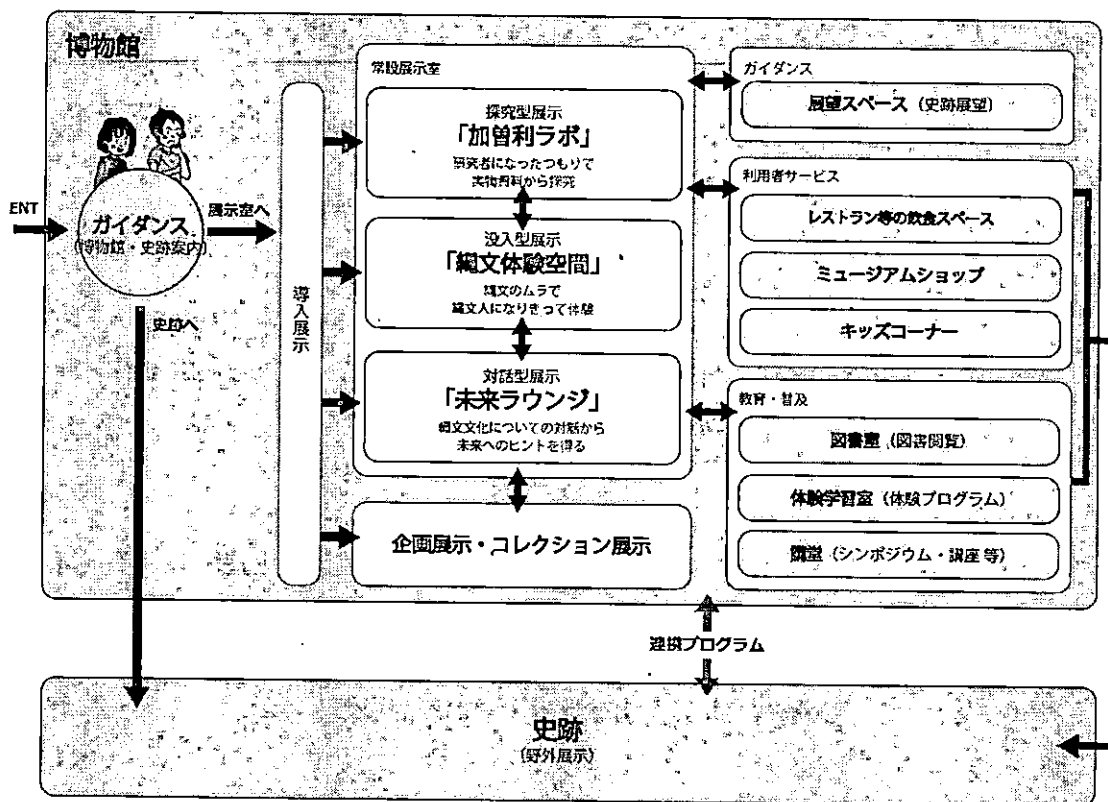 博物館
ENT
ガイダンス
(博物館・史跡案内)
展示室へ
史跡へ
導入展示
常設展示室
探究型展示
「加曽利ラボ」
研究者になったつもりで
実物資料から探究
没入型展示
「縄文体験空間」
縄文のムラで
縄文人になりきって体験
対話型展示
「未来ラウンジ」
縄文文化についての対話から
未来へのヒントを得る
企画展示・コレクション展示
ガイダンス
展望スペース（史跡展望）
利用者サービス
レストラン等の飲食スペース
ミュージアムショップ
キッズコーナー
教育・普及
図書室（図書閲覧）
体験学習室（体験プログラム）
講堂（シンポジウム・講座 等）
連携プログラム
史跡
(野外展示)